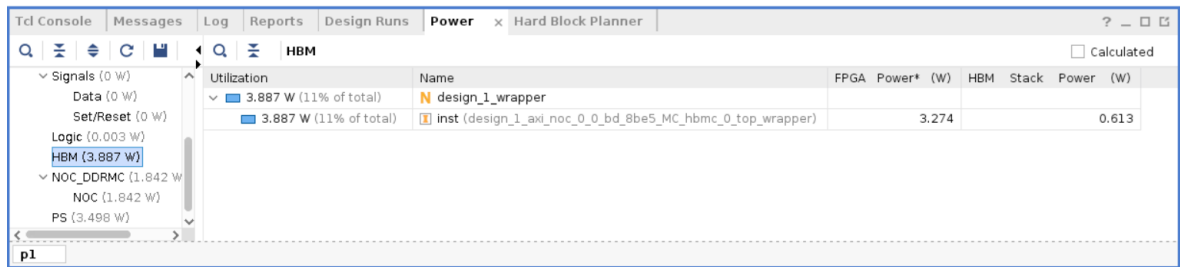 Tcl Console Messages Log Reports Design Runs Power × Hard Block Planner ? _
HBM Calculated
Signals (0 W)
Data (0 W)
Set/Reset (0 W)
Logic (0.003 W)
HBM (3.887 W)
NOC_DDRMC (1.842 W
NOC (1.842 W)
PS (3.498 W)
Utilization Name FPGA Power* (W) HBM Stack Power (W)
3.887 W (11% of total) N design_1_wrapper
3.887 W (11% of total) I inst (design_1_axi_noc_0_0_bd_8be5_MC_hbmc_0_top_wrapper) 3.274 0.613
p1